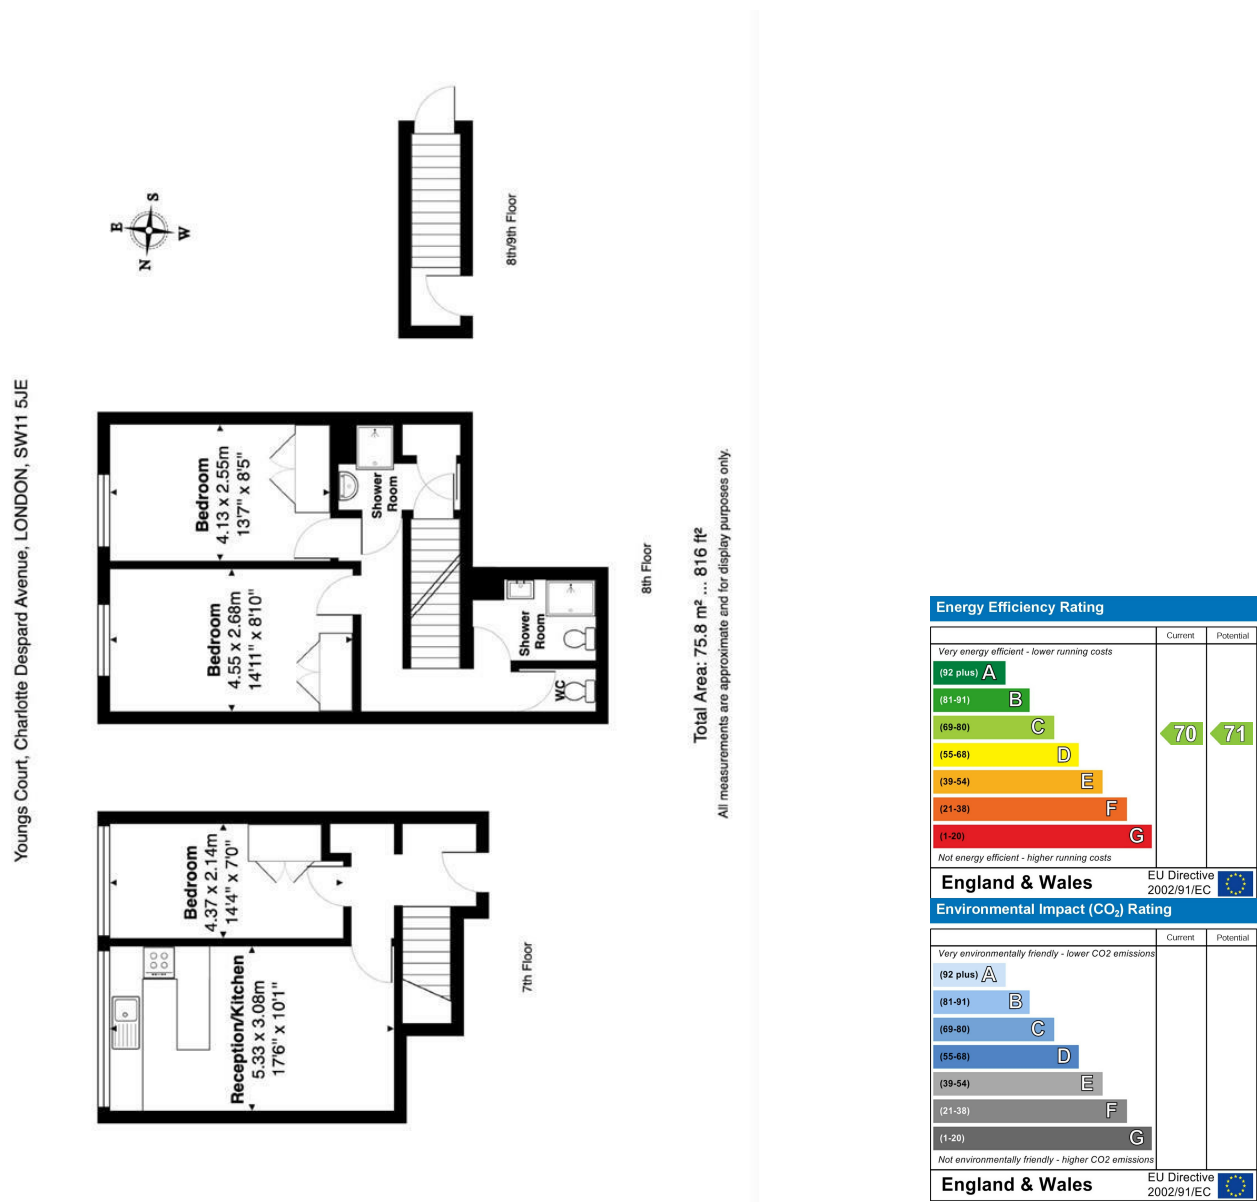 Youngs Court, Charlotte Despard Avenue, LONDON, SW11 5JE
N
E
S
W
8th/9th Floor
Bedroom
4.13 x 2.55m
13'7" x 8'5"
Shower
Room
Bedroom
4.55 x 2.68m
14'11" x 8'10"
Shower
Room
WC
8th Floor
Bedroom
4.37 x 2.14m
14'4" x 7'0"
Reception/Kitchen
5.33 x 3.08m
17'6" x 10'1"
7th Floor
Total Area: 75.8 m² ... 816 ft²
All measurements are approximate and for display purposes only.
Energy Efficiency Rating
Current Potential
Very energy efficient - lower running costs
(92 plus) A
(81-91) B
(69-80) C
70 71
(55-68) D
(39-54) E
(21-38) F
(1-20) G
Not energy efficient - higher running costs
England & Wales
EU Directive
2002/91/EC
Environmental Impact (CO₂) Rating
Current Potential
Very environmentally friendly - lower CO2 emissions
(92 plus) A
(81-91) B
(69-80) C
(55-68) D
(39-54) E
(21-38) F
(1-20) G
Not environmentally friendly - higher CO2 emissions
England & Wales
EU Directive
2002/91/EC